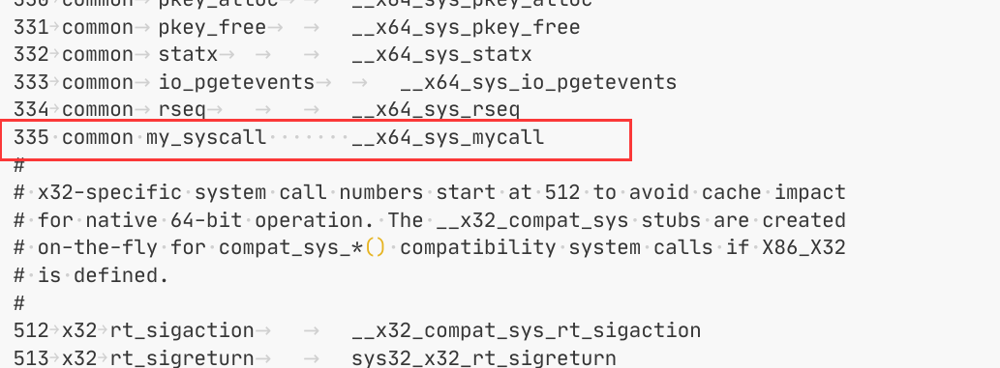 330 common pkey_alloc __x64_sys_pkey_alloc
331 common pkey_free __x64_sys_pkey_free
332 common statx __x64_sys_statx
333 common io_pgetevents __x64_sys_io_pgetevents
334 common rseq __x64_sys_rseq
335 common my_syscall __x64_sys_mycall
#
# x32-specific system call numbers start at 512 to avoid cache impact
# for native 64-bit operation. The __x32_compat_sys stubs are created
# on-the-fly for compat_sys_*() compatibility system calls if X86_X32
# is defined.
#
512 x32 rt_sigaction __x32_compat_sys_rt_sigaction
513 x32 rt_sigreturn sys32_x32_rt_sigreturn